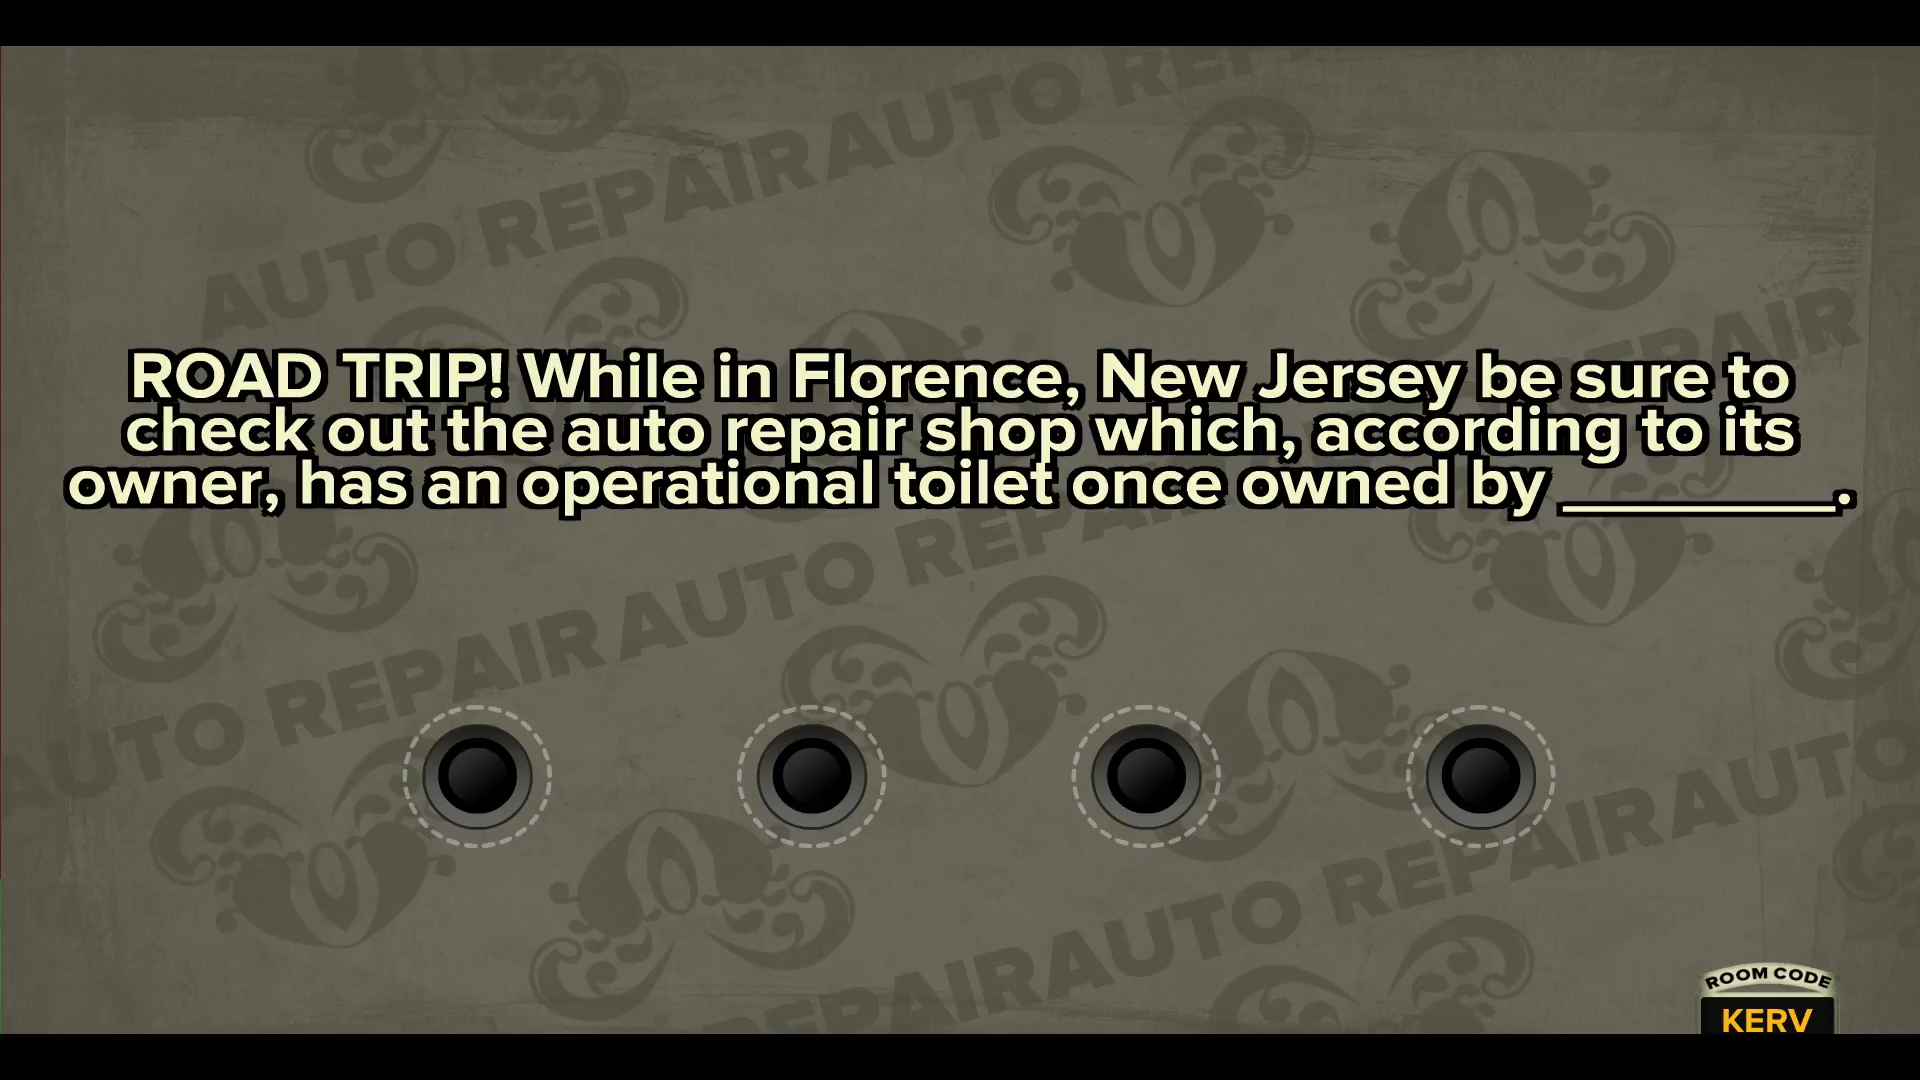 AUTO REPAIR AUTO REPAIR
ROAD TRIP! While in Florence, New Jersey be sure to
check out the auto repair shop which, according to its
owner, has an operational toilet once owned by ________.
AUTO REPAIR AUTO REPAIR
AUTO REPAIR AUTO REPAIR
ROOM CODE
KERV